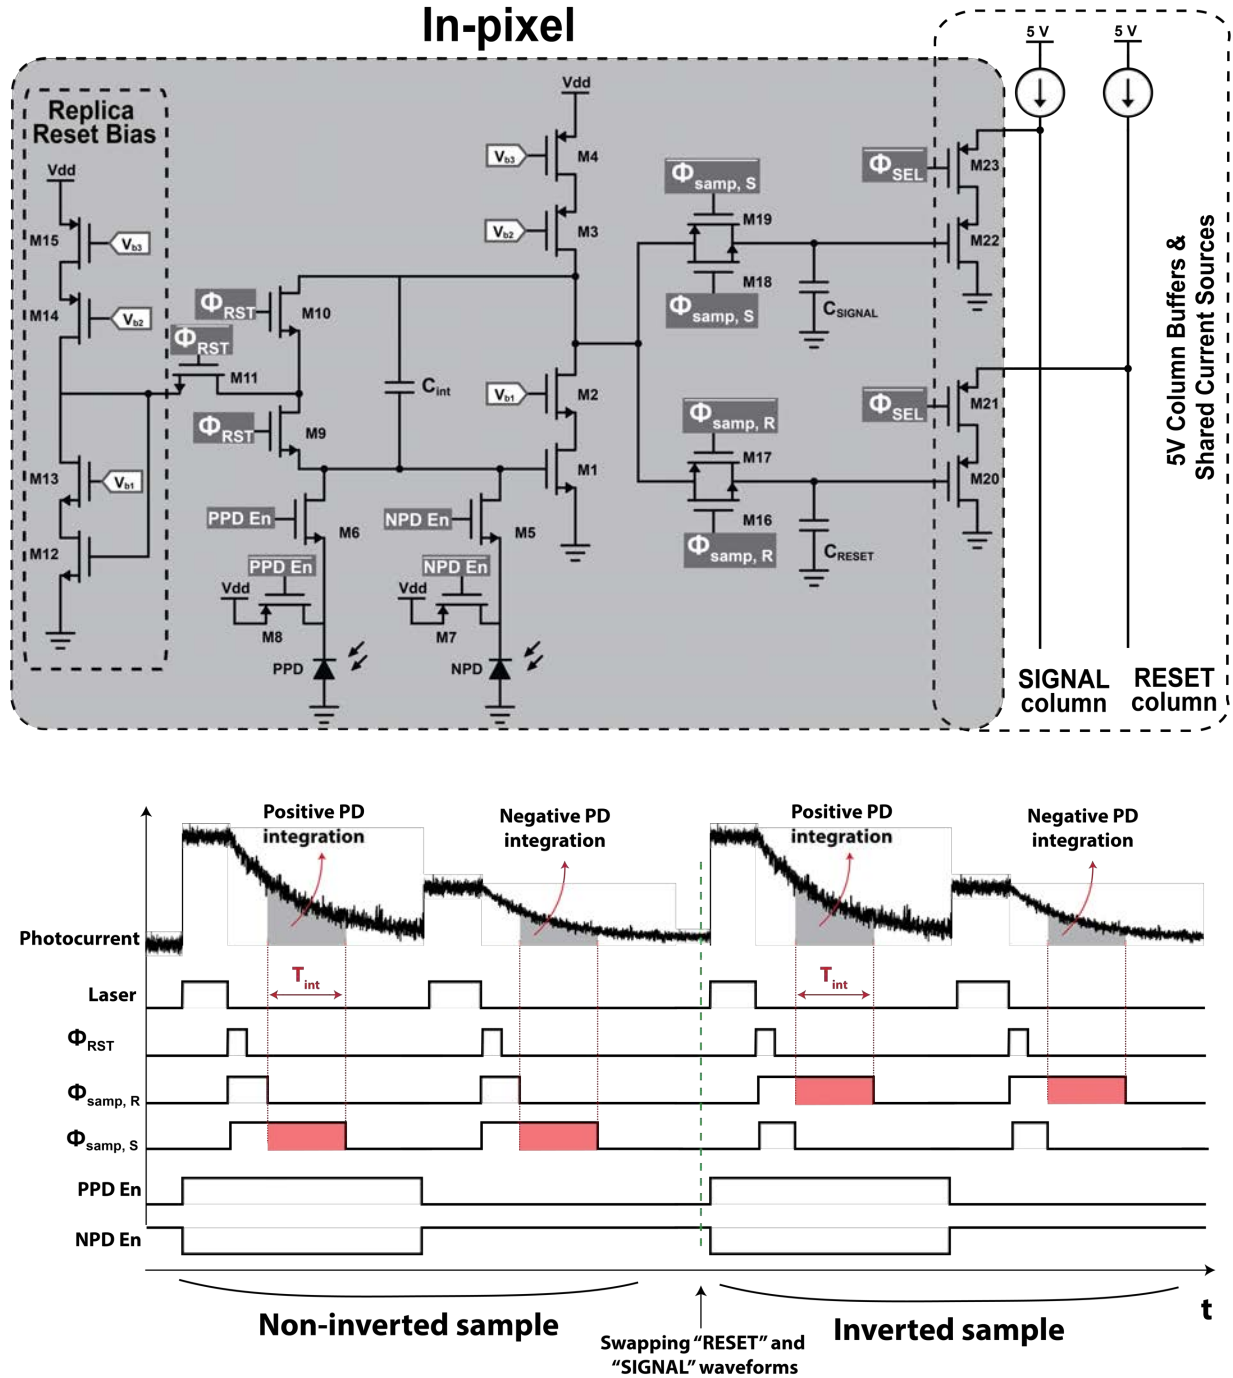 In-pixel
Replica
Reset Bias
Vdd
M15
Vb3
M14
Vb2
ΦRST
M11
M13
Vb1
M12
ΦRST
M10
ΦRST
M9
Cint
PPD En
M6
NPD En
M5
PPD En
Vdd
M8
PPD
NPD En
Vdd
M7
NPD
Vdd
Vb3
M4
Vb2
M3
Vb1
M2
M1
Φsamp, S
M19
M18
Φsamp, S
CSIGNAL
Φsamp, R
M17
M16
Φsamp, R
CRESET
ΦSEL
M23
M22
ΦSEL
M21
M20
5 V
5 V
5V Column Buffers &
Shared Current Sources
SIGNAL
column
RESET
column
Positive PD
integration
Negative PD
integration
Positive PD
integration
Negative PD
integration
Photocurrent
Tint
Tint
Laser
ΦRST
Φsamp, R
Φsamp, S
PPD En
NPD En
t
Non-inverted sample
Swapping “RESET” and
“SIGNAL” waveforms
Inverted sample